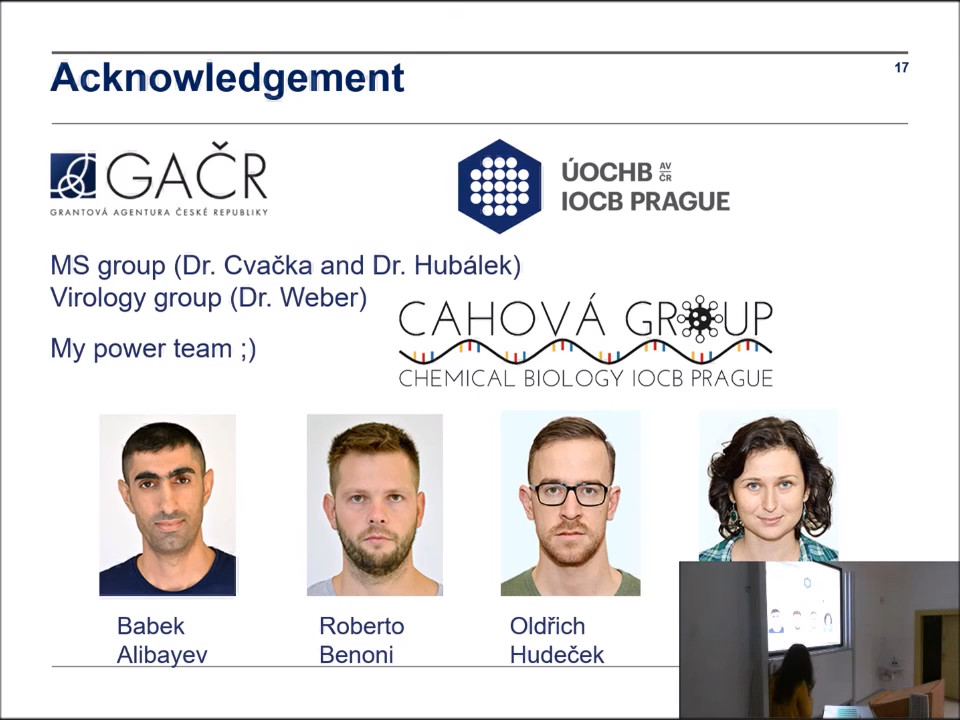 Acknowledgement
17
GAČR
GRANTOVÁ AGENTURA ČESKÉ REPUBLIKY
ÚOCHB AV ČR
IOCB PRAGUE
MS group (Dr. Cvačka and Dr. Hubálek)
Virology group (Dr. Weber)
My power team ;)
CAHOVÁ GROUP
CHEMICAL BIOLOGY IOCB PRAGUE
Babek
Alibayev
Roberto
Benoni
Oldřich
Hudeček